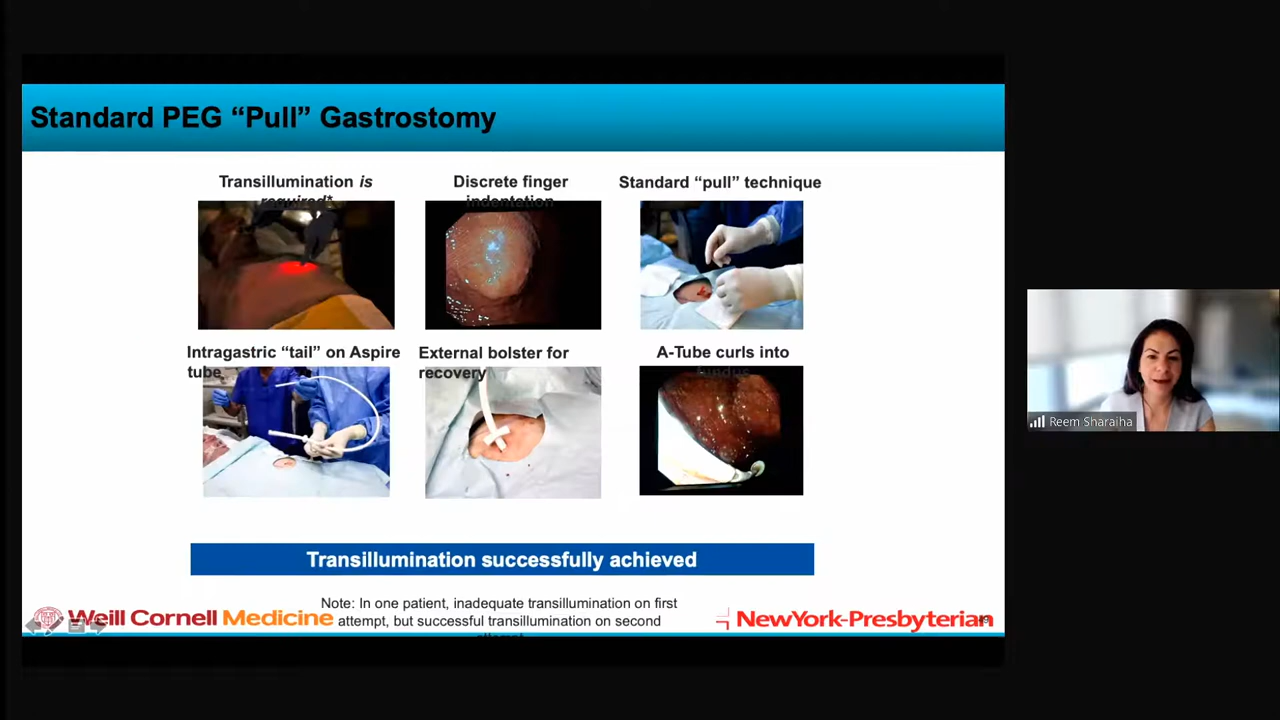 Standard PEG “Pull” Gastrostomy
Transillumination is
required*
Discrete finger
indentation
Standard “pull” technique
Intragastric “tail” on Aspire
tube
External bolster for
recovery
A-Tube curls into
fundus
Transillumination successfully achieved
Note: In one patient, inadequate transillumination on first
attempt, but successful transillumination on second
Weill Cornell Medicine
NewYork-Presbyterian
Reem Sharaiha